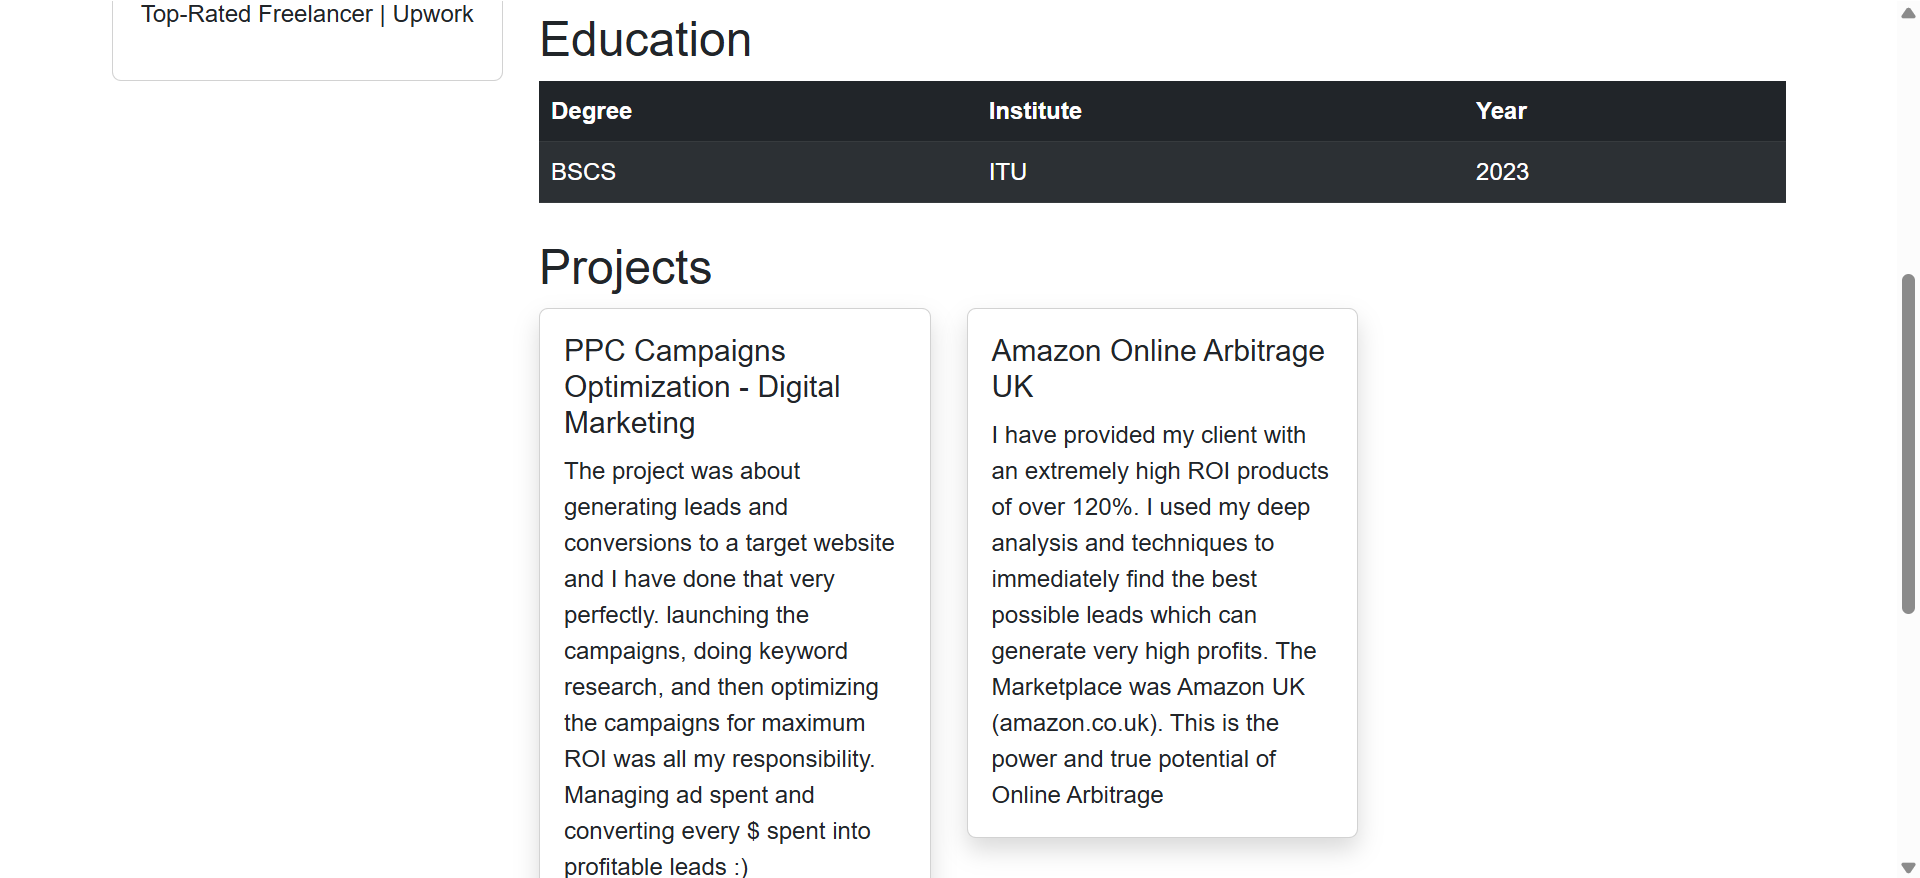 Top-Rated Freelancer | Upwork
Education
Degree Institute Year
BSCS ITU 2023
Projects
PPC Campaigns
Optimization - Digital
Marketing
The project was about
generating leads and
conversions to a target website
and I have done that very
perfectly. launching the
campaigns, doing keyword
research, and then optimizing
the campaigns for maximum
ROI was all my responsibility.
Managing ad spent and
converting every $ spent into
profitable leads :)
Amazon Online Arbitrage
UK
I have provided my client with
an extremely high ROI products
of over 120%. I used my deep
analysis and techniques to
immediately find the best
possible leads which can
generate very high profits. The
Marketplace was Amazon UK
(amazon.co.uk). This is the
power and true potential of
Online Arbitrage